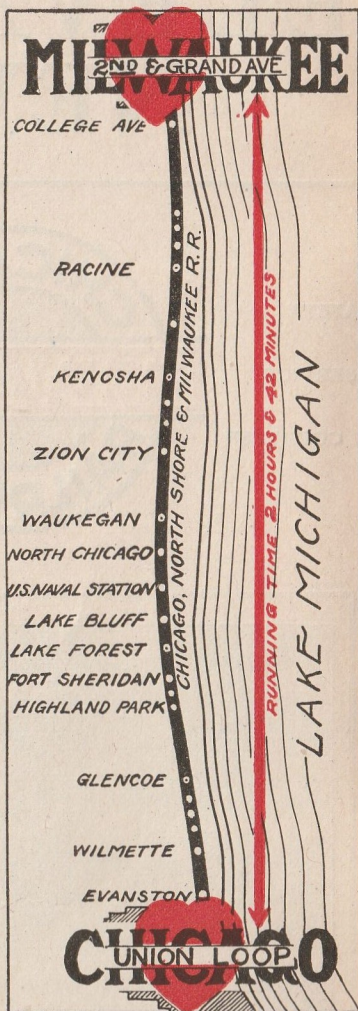 MILWAUKEE
2ND & GRAND AVE
COLLEGE AVE
RACINE
KENOSHA
ZION CITY
WAUKEGAN
NORTH CHICAGO
U.S. NAVAL STATION
LAKE BLUFF
LAKE FOREST
FORT SHERIDAN
HIGHLAND PARK
GLENCOE
WILMETTE
EVANSTON
CHICAGO, NORTH SHORE & MILWAUKEE R.R.
RUNNING TIME 2 HOURS & 42 MINUTES
LAKE MICHIGAN
CHICAGO
UNION LOOP